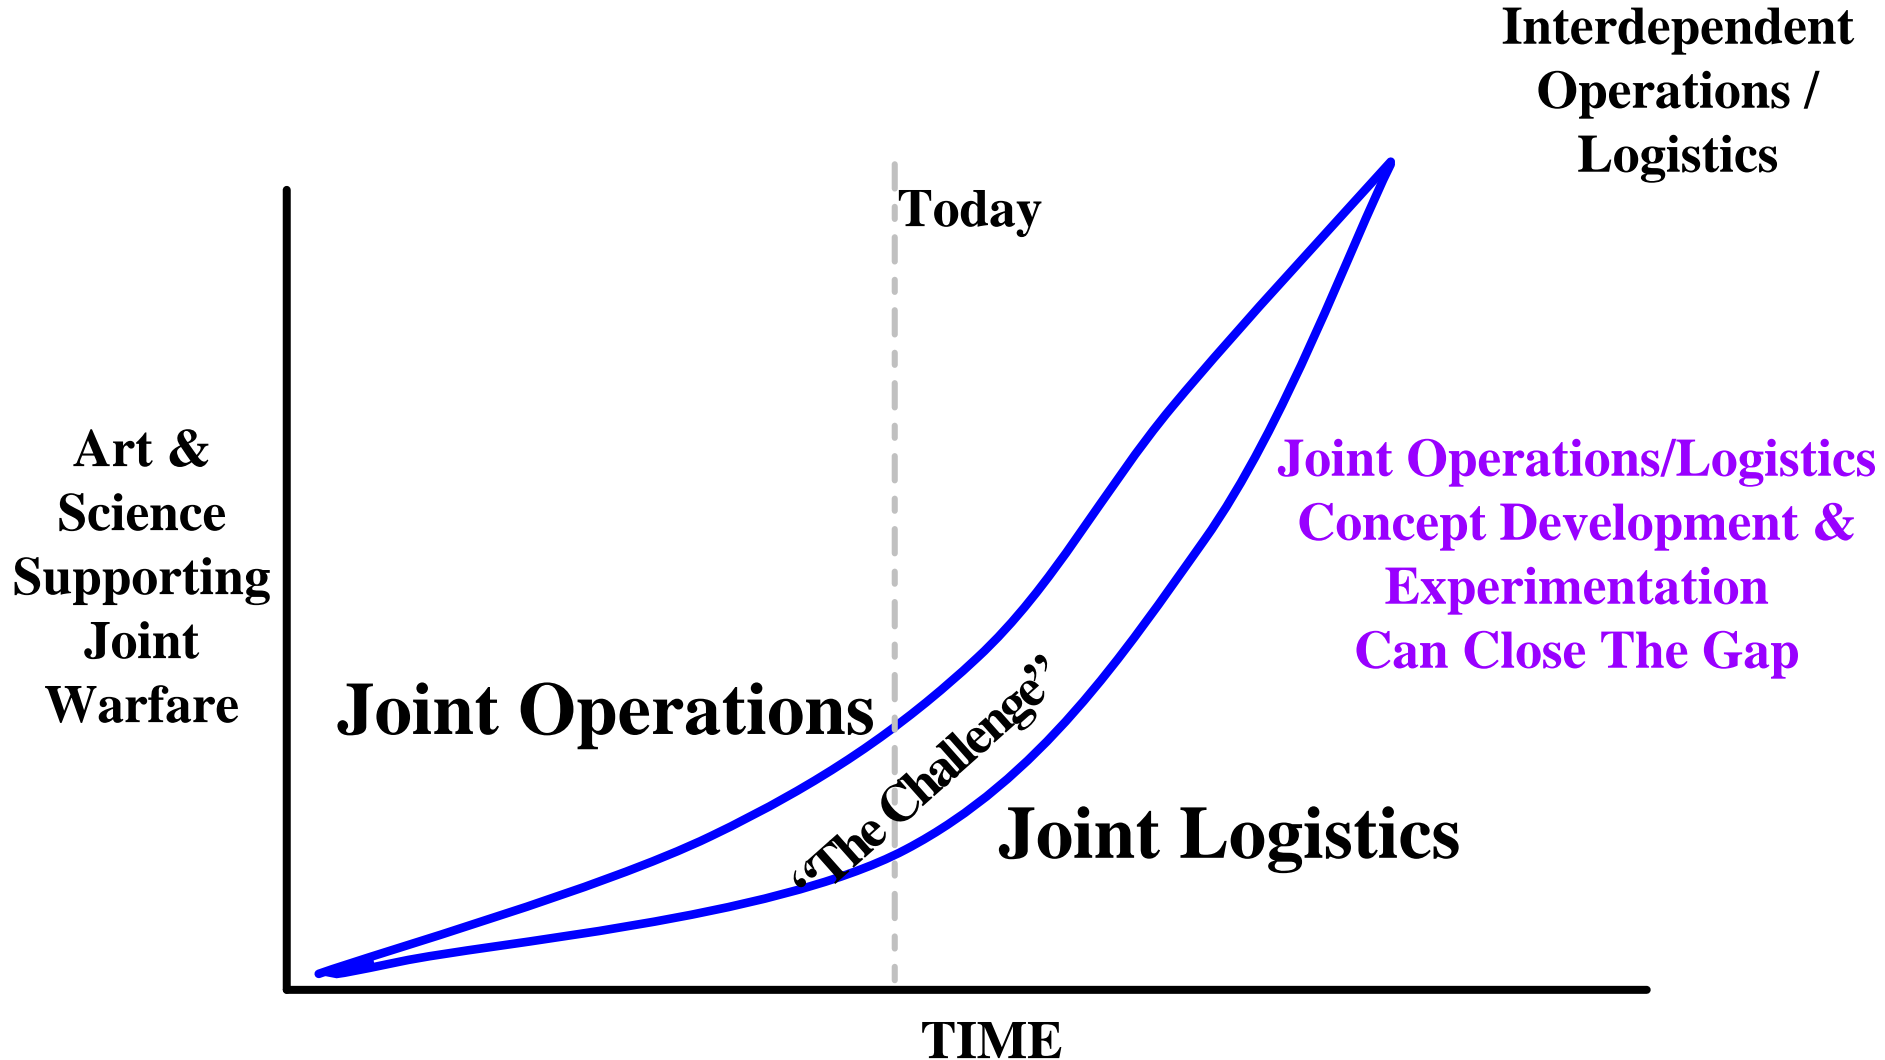 Interdependent
Operations /
Logistics
Today
Art &
Science
Supporting
Joint
Warfare
Joint Operations/Logistics
Concept Development &
Experimentation
Can Close The Gap
Joint Operations
“The Challenge”
Joint Logistics
TIME